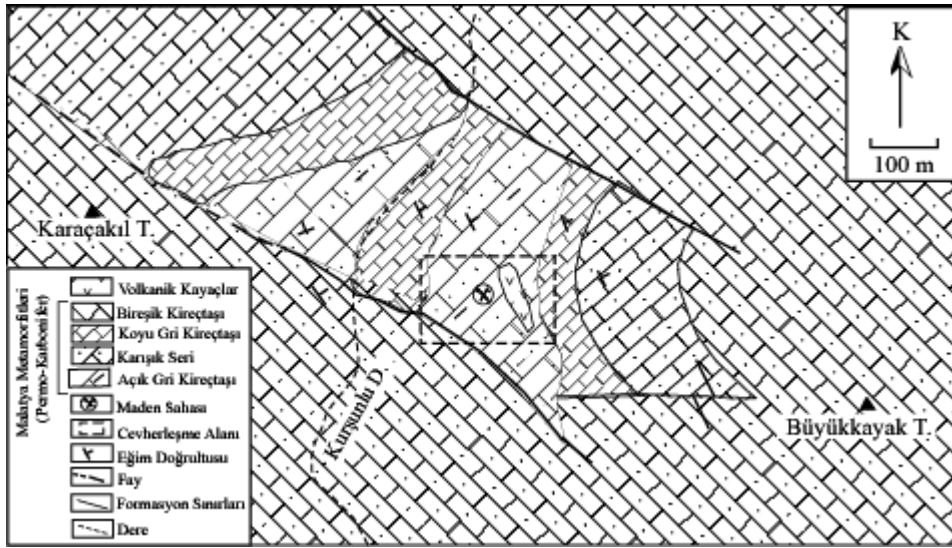 K
100 m
Karaçakıl T.
Kurşunlu D.
Büyükkayak T.
Malatya Metamorfitleri
(Permo-Karbonifer)
Volkanik Kayaçlar
Bireşik Kireçtaşı
Koyu Gri Kireçtaşı
Karışık Seri
Açık Gri Kireçtaşı
Maden Sahası
Cevherleşme Alanı
Eğim Doğrultusu
Fay
Formasyon Sınırları
Dere